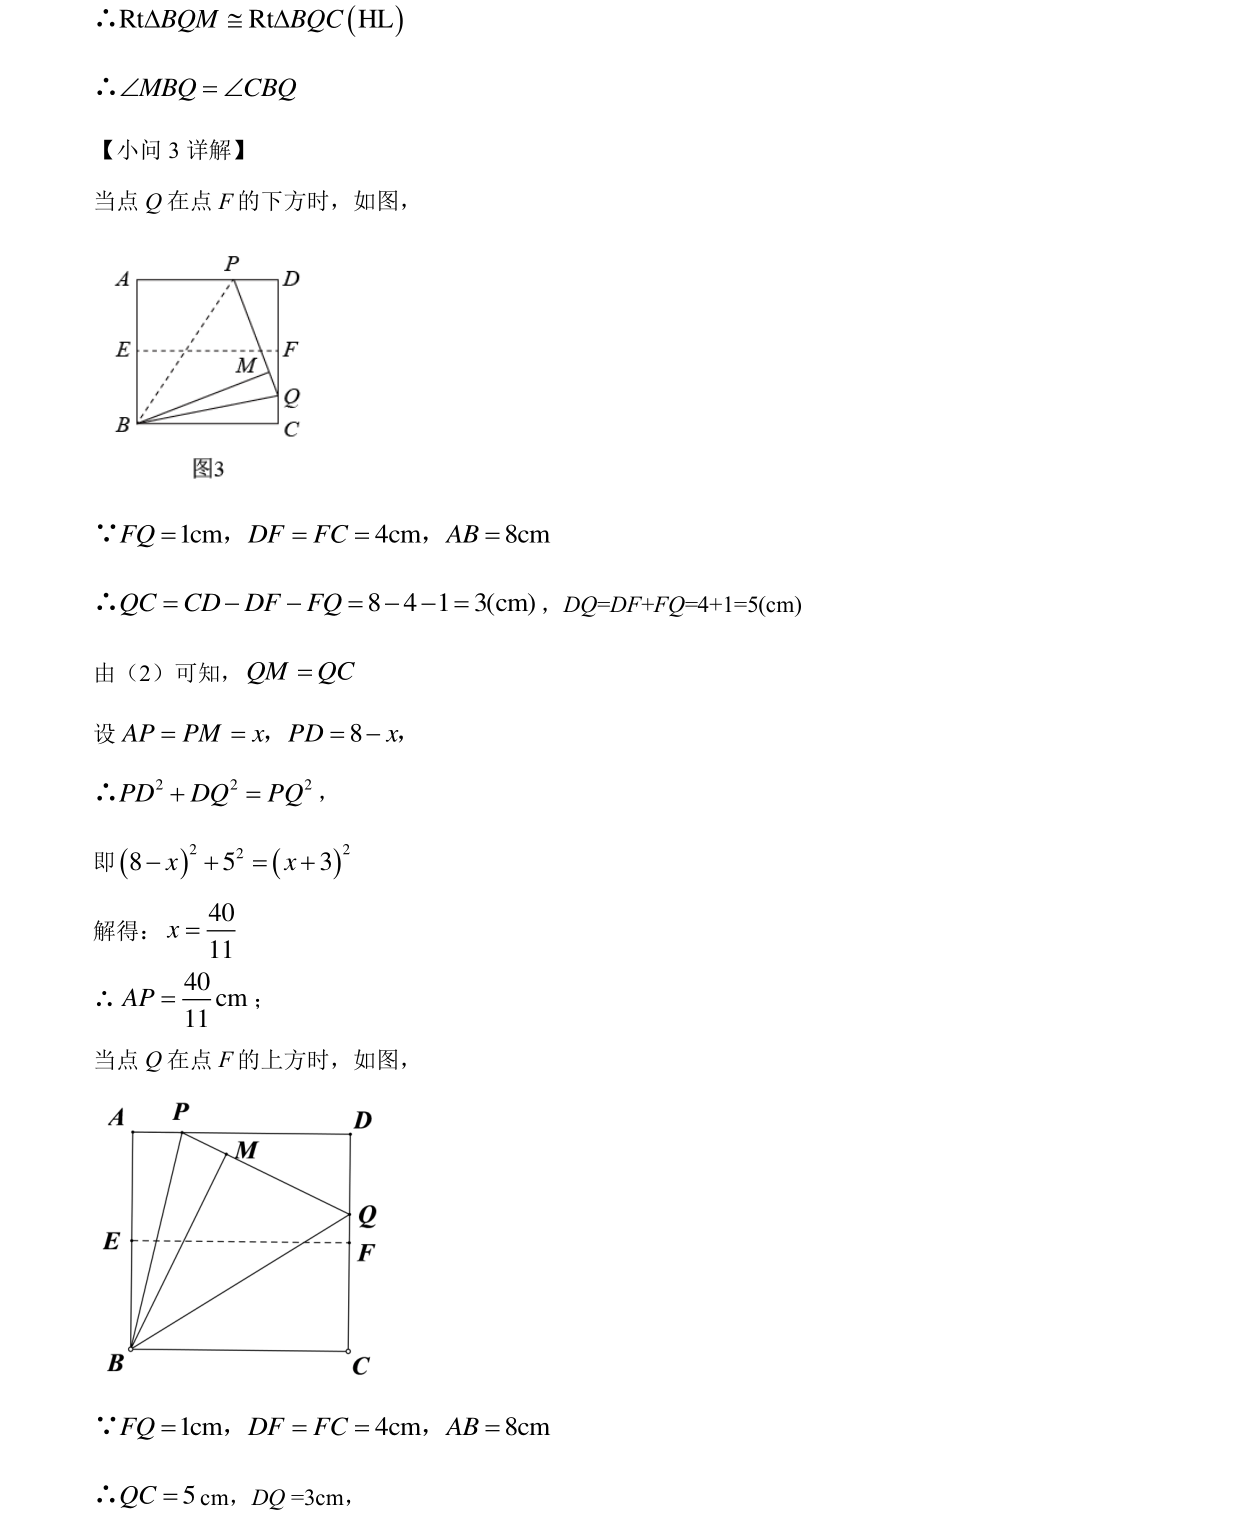 ∴Rt∆BQM ≅ Rt∆BQC(HL)
∴∠MBQ = ∠CBQ
【小问 3 详解】
当点 Q 在点 F 的下方时，如图，
P
A
D
E
F
M
Q
B
C
图3
∵FQ = 1cm，DF = FC = 4cm，AB = 8cm
∴QC = CD − DF − FQ = 8 − 4 − 1 = 3(cm)，DQ=DF+FQ=4+1=5(cm)
由（2）可知，QM = QC
设 AP = PM = x，PD = 8 − x，
∴PD² + DQ² = PQ²，
即 (8 − x)² + 5² = (x + 3)²
解得：x = 40/11
∴ AP = 40/11 cm；
当点 Q 在点 F 的上方时，如图，
A
P
D
M
Q
E
F
B
C
∵FQ = 1cm，DF = FC = 4cm，AB = 8cm
∴QC = 5 cm，DQ =3cm，